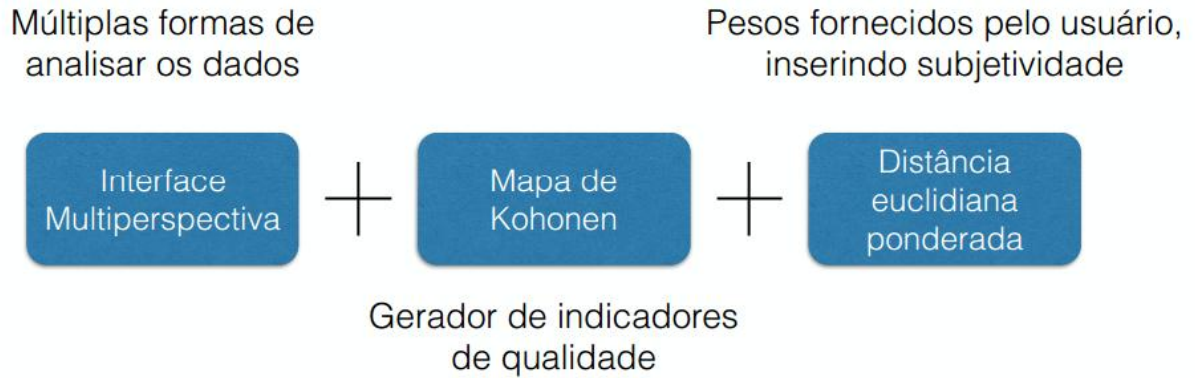 Múltiplas formas de
analisar os dados
Pesos fornecidos pelo usuário,
inserindo subjetividade
Interface
Multiperspectiva
Mapa de
Kohonen
Distância
euclidiana
ponderada
Gerador de indicadores
de qualidade